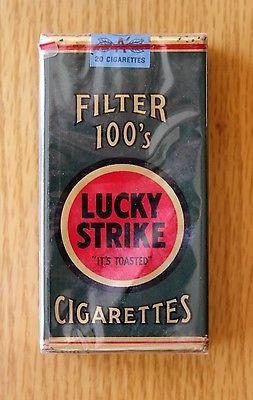 20 CIGARETTES
FILTER
100's
LUCKY
STRIKE
"IT'S TOASTED"
CIGARETTES